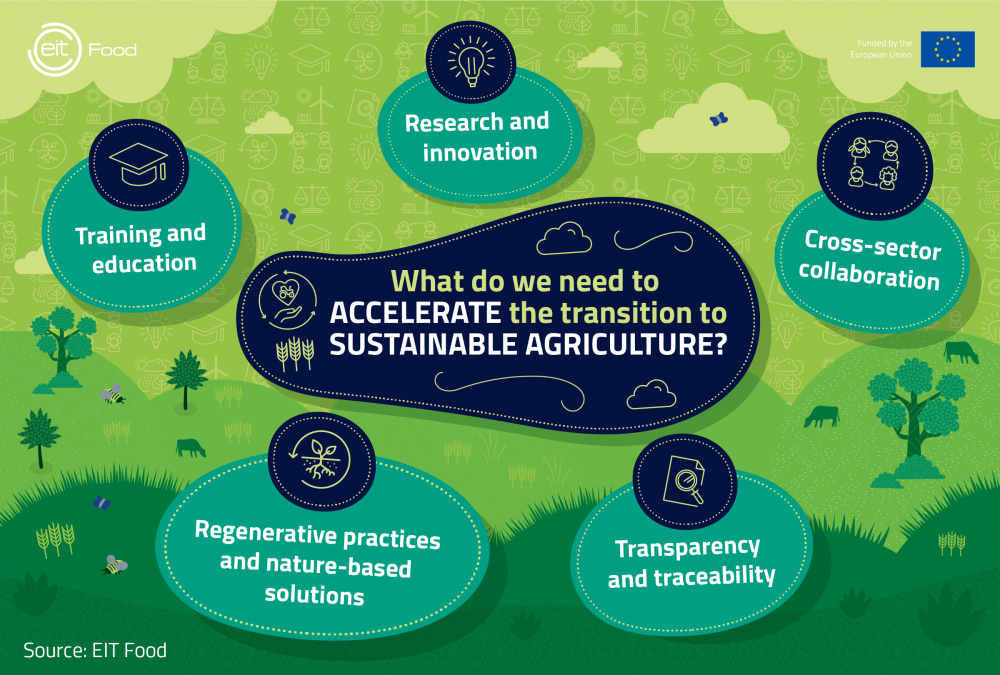 eit Food
Funded by the
European Union
Research and
innovation
Training and
education
Cross-sector
collaboration
What do we need to
ACCELERATE the transition to
SUSTAINABLE AGRICULTURE?
Regenerative practices
and nature-based
solutions
Transparency
and traceability
Source: EIT Food